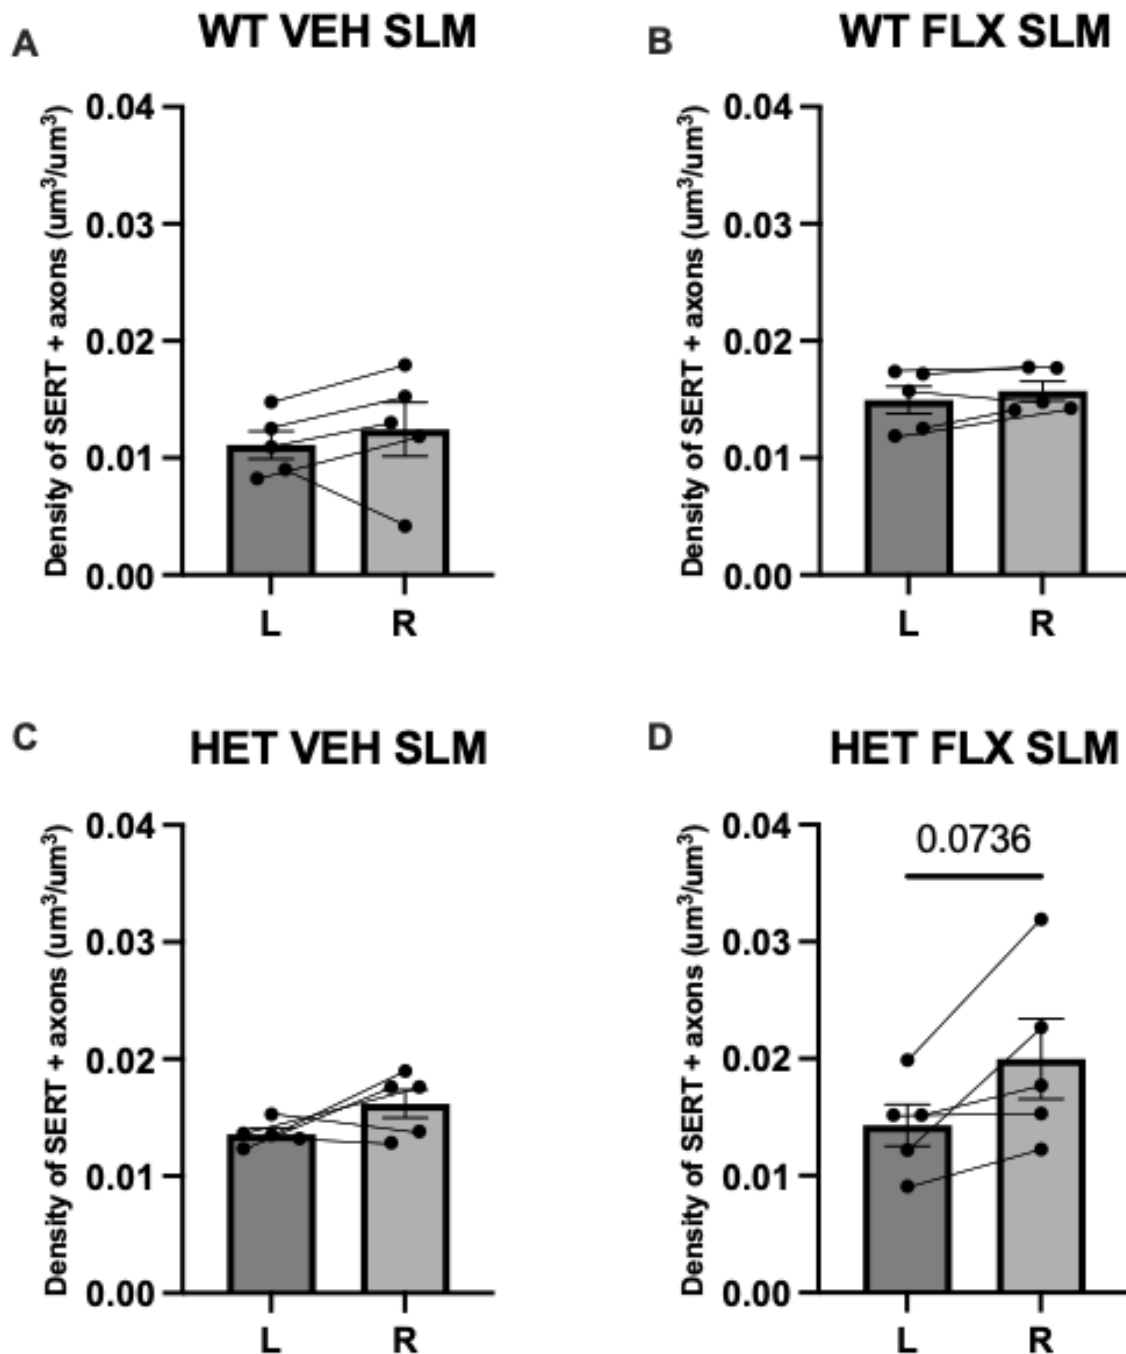 A
WT VEH SLM
Density of SERT + axons (um³/um³)
0.04
0.03
0.02
0.01
0.00
L
R
B
WT FLX SLM
Density of SERT + axons (um³/um³)
0.04
0.03
0.02
0.01
0.00
L
R
C
HET VEH SLM
Density of SERT + axons (um³/um³)
0.04
0.03
0.02
0.01
0.00
L
R
D
HET FLX SLM
Density of SERT + axons (um³/um³)
0.04
0.03
0.02
0.01
0.00
0.0736
L
R